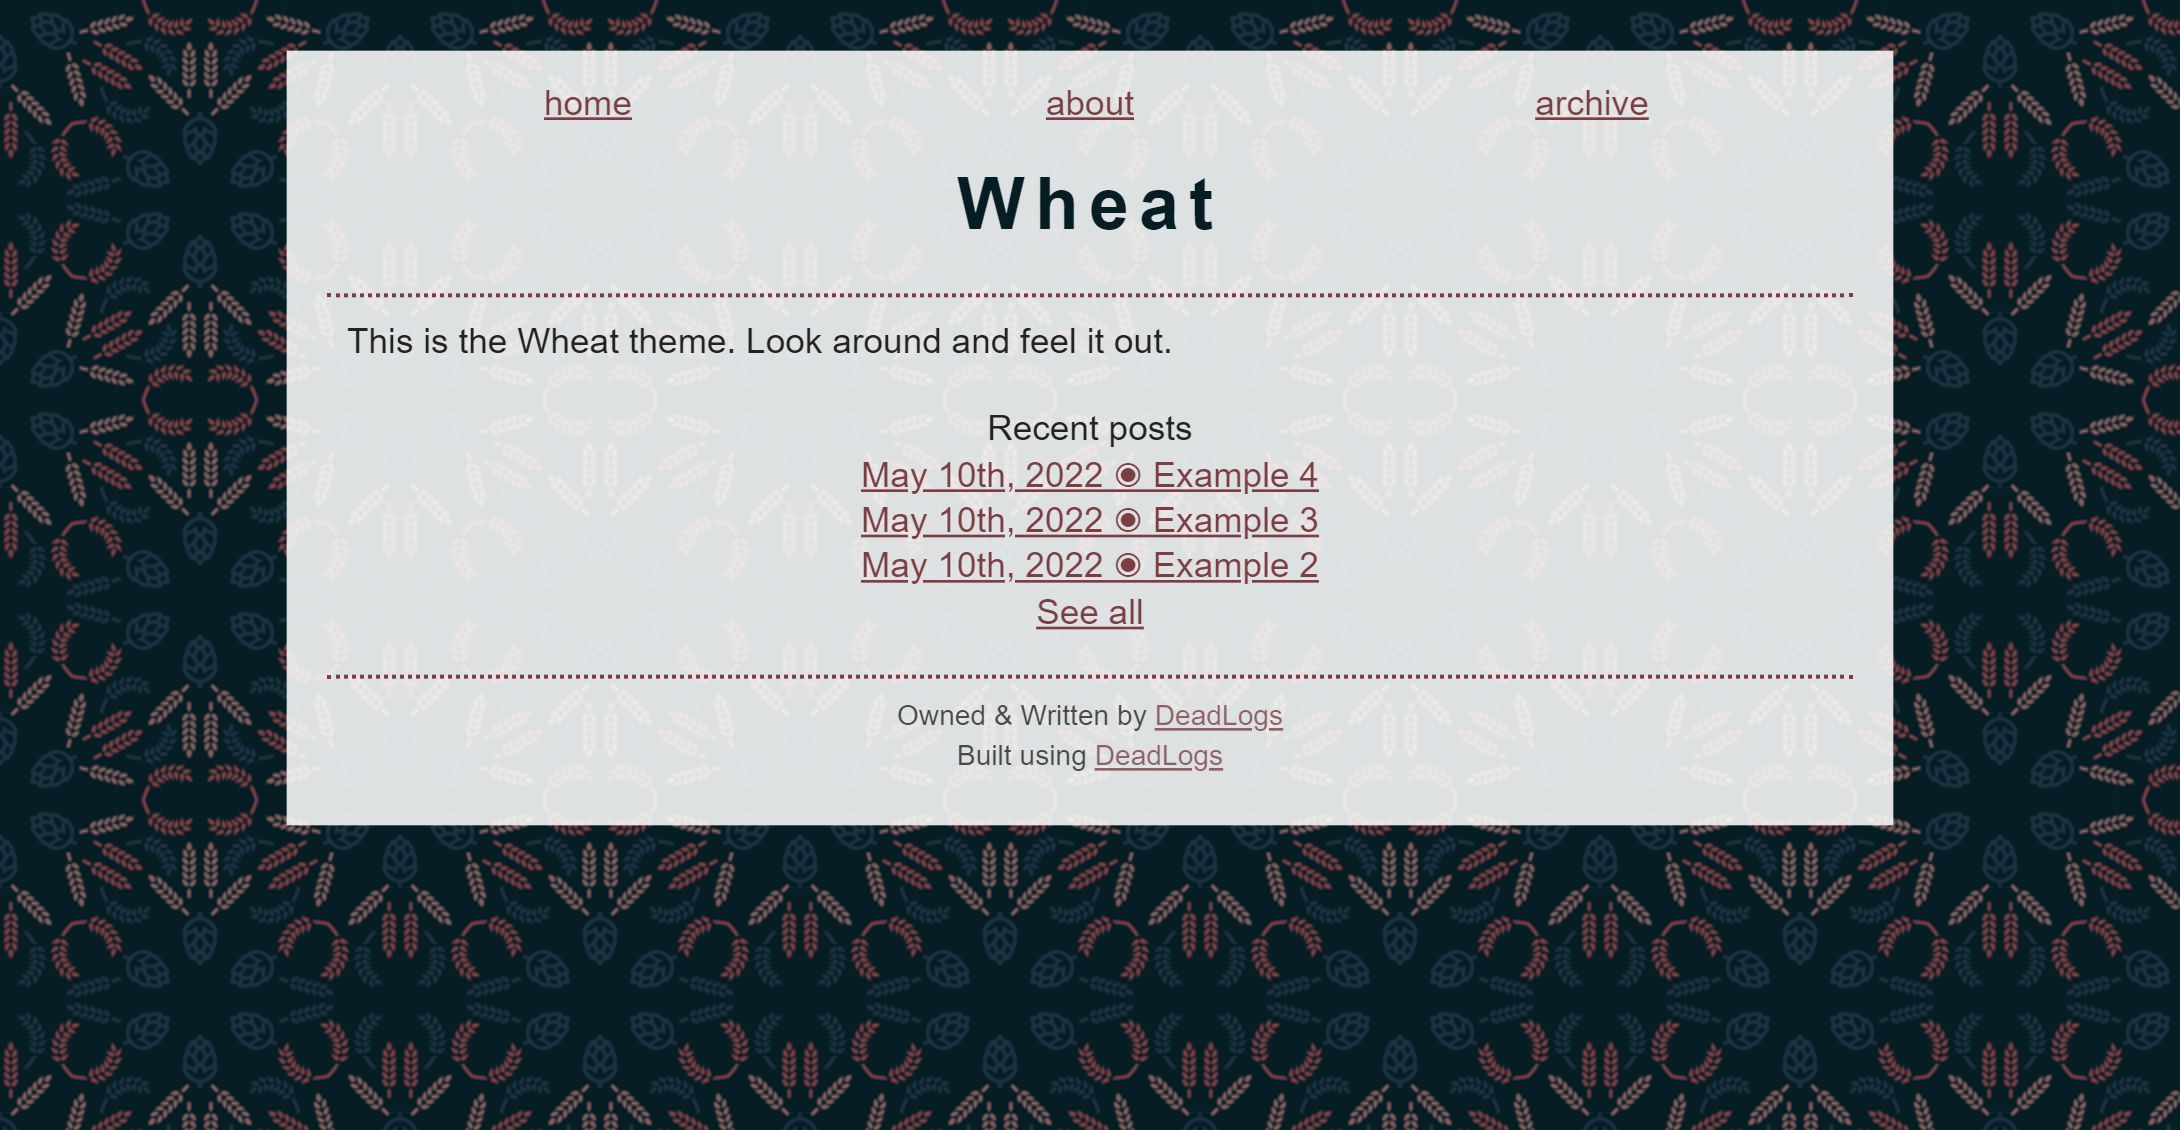 home about archive
Wheat
This is the Wheat theme. Look around and feel it out.
Recent posts
May 10th, 2022 ◉ Example 4
May 10th, 2022 ◉ Example 3
May 10th, 2022 ◉ Example 2
See all
Owned & Written by DeadLogs
Built using DeadLogs